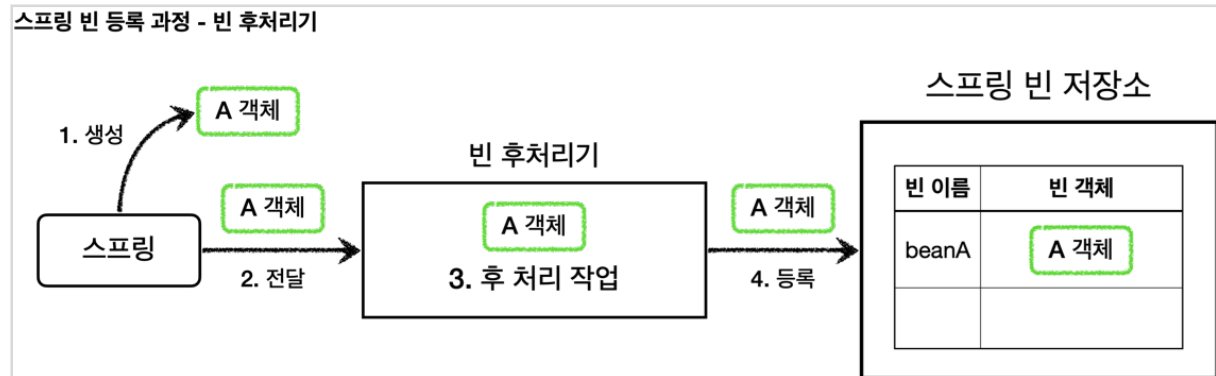 스프링 빈 등록 과정 - 빈 후처리기
스프링 빈 저장소
A 객체
1. 생성
빈 후처리기
스프링
A 객체
2. 전달
A 객체
3. 후 처리 작업
A 객체
4. 등록
빈 이름 빈 객체
beanA A 객체